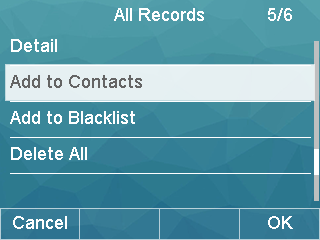 All Records 5/6
Detail
Add to Contacts
Add to Blacklist
Delete All
Cancel OK